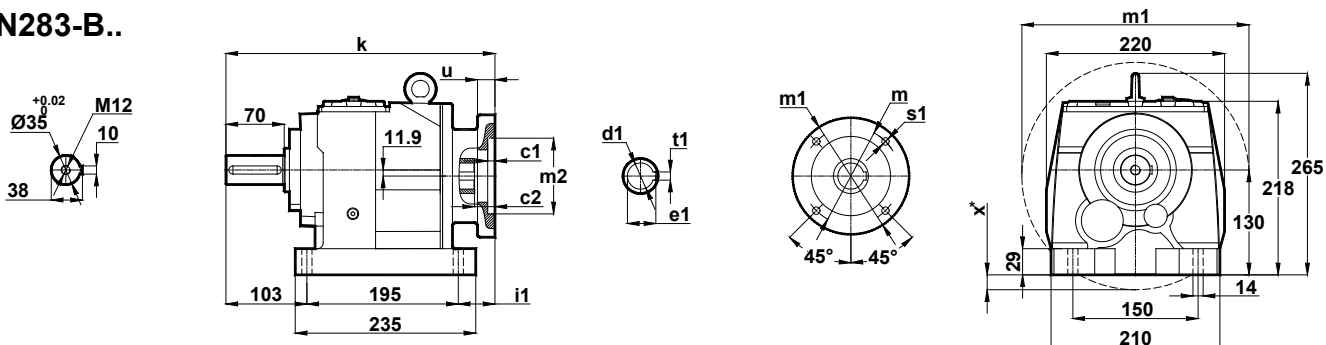 N283-B..
k
m1
220
u
+0.02
0
Ø35
M12
10
70
11.9
38
c1
m2
c2
d1
t1
e1
m1
m
s1
45°
45°
265
218
130
x*
29
14
103
195
i1
150
235
210